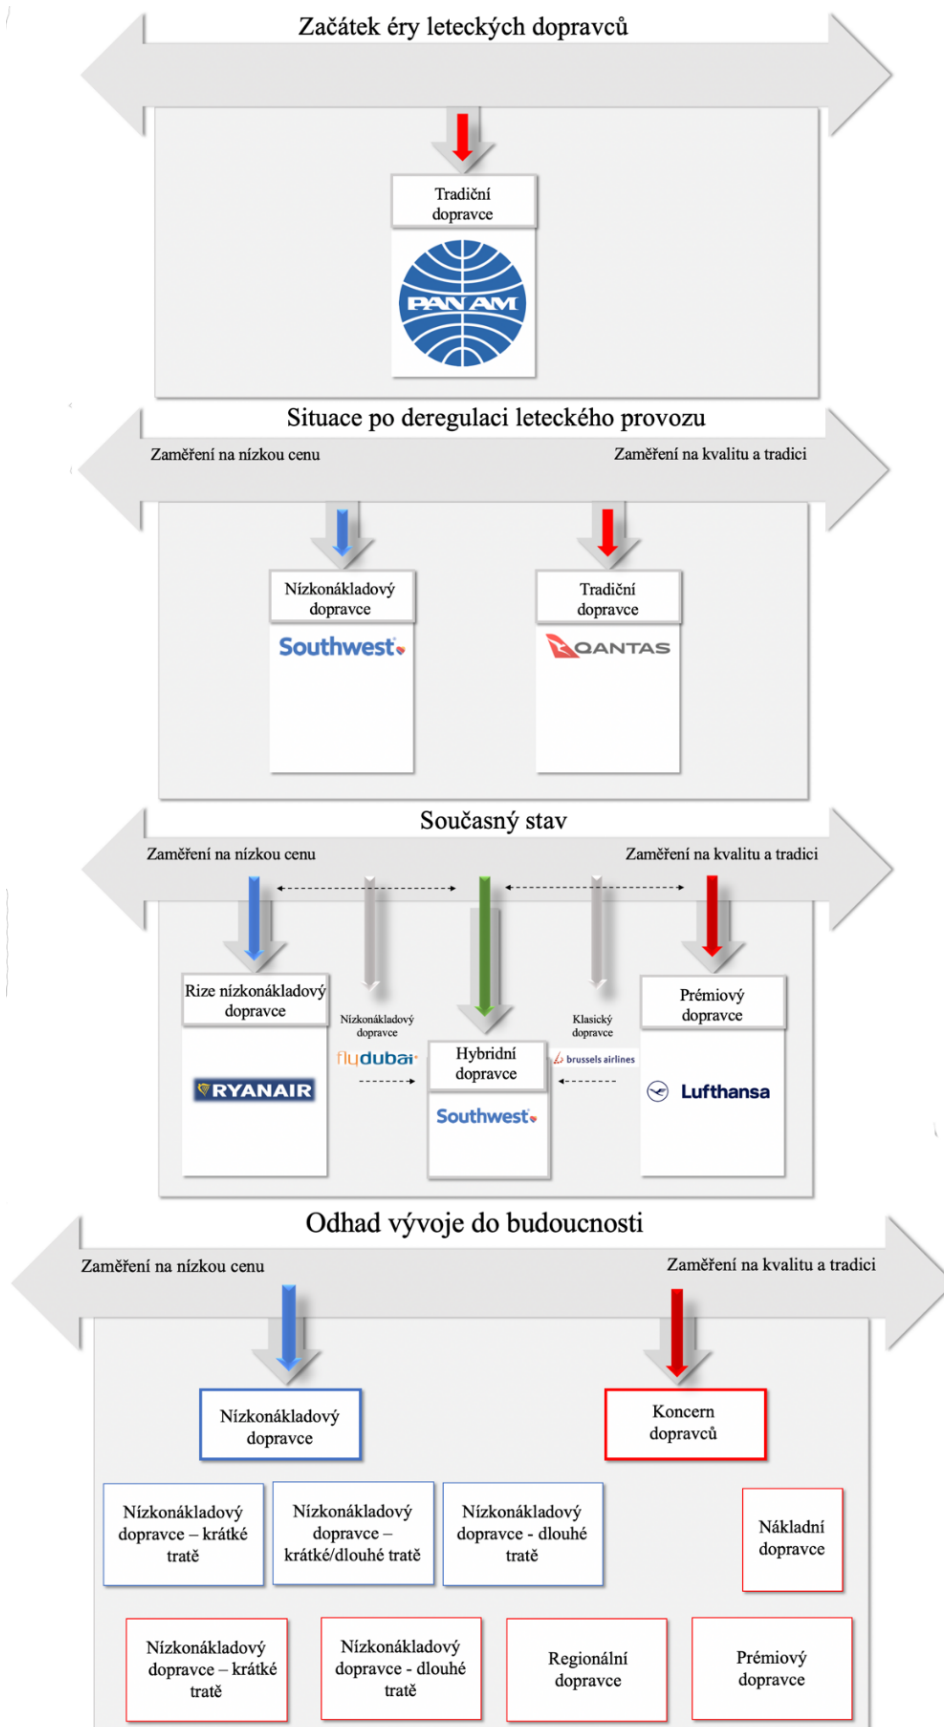 Začátek éry leteckých dopravců
Tradiční
dopravce
PAN AM
Situace po deregulaci leteckého provozu
Zaměření na nízkou cenu
Zaměření na kvalitu a tradici
Nízkonákladový
dopravce
Southwest
Tradiční
dopravce
QANTAS
Současný stav
Zaměření na nízkou cenu
Zaměření na kvalitu a tradici
Rize nízkonákladový
dopravce
RYANAIR
Nízkonákladový
dopravce
flydubai
Hybridní
dopravce
Southwest
Klasický
dopravce
brussels airlines
Prémiový
dopravce
Lufthansa
Odhad vývoje do budoucnosti
Zaměření na nízkou cenu
Zaměření na kvalitu a tradici
Nízkonákladový
dopravce
Koncern
dopravců
Nízkonákladový
dopravce – krátké
tratě
Nízkonákladový
dopravce –
krátké/dlouhé tratě
Nízkonákladový
dopravce - dlouhé
tratě
Nákladní
dopravce
Nízkonákladový
dopravce – krátké
tratě
Nízkonákladový
dopravce - dlouhé
tratě
Regionální
dopravce
Prémiový
dopravce